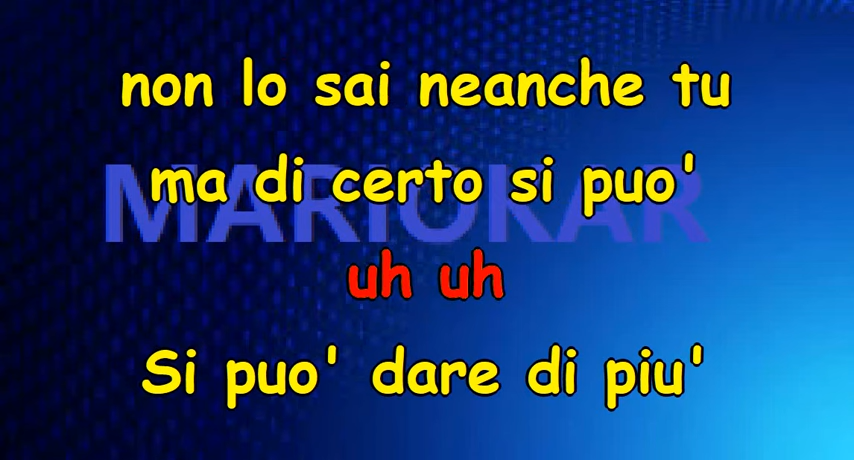 non lo sai neanche tu
ma di certo si puo'
MARIOKAR
uh uh
Si puo' dare di piu'